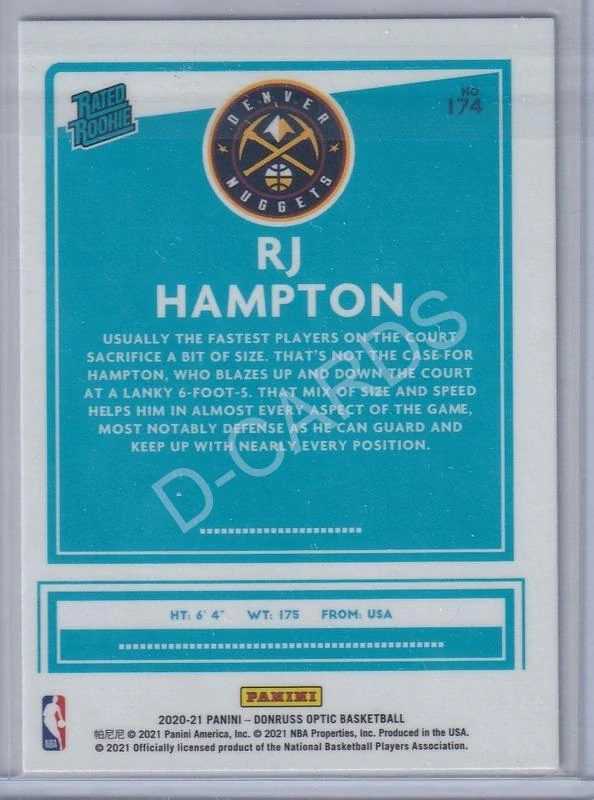 RATED
ROOKIE
NO.
174
DENVER
NUGGETS
RJ
HAMPTON
USUALLY THE FASTEST PLAYERS ON THE COURT
SACRIFICE A BIT OF SIZE. THAT'S NOT THE CASE FOR
HAMPTON, WHO BLAZES UP AND DOWN THE COURT
AT A LANKY 6-FOOT-5. THAT MIX OF SIZE AND SPEED
HELPS HIM IN ALMOST EVERY ASPECT OF THE GAME,
MOST NOTABLY DEFENSE AS HE CAN GUARD AND
KEEP UP WITH NEARLY EVERY POSITION.
D-CARDS
HT: 6' 4" WT: 175 FROM: USA
PANINI
2020-21 PANINI – DONRUSS OPTIC BASKETBALL
帕尼尼 © 2021 Panini America, Inc. © 2021 NBA Properties, Inc. Produced in the USA.
© 2021 Officially licensed product of the National Basketball Players Association.
NBA